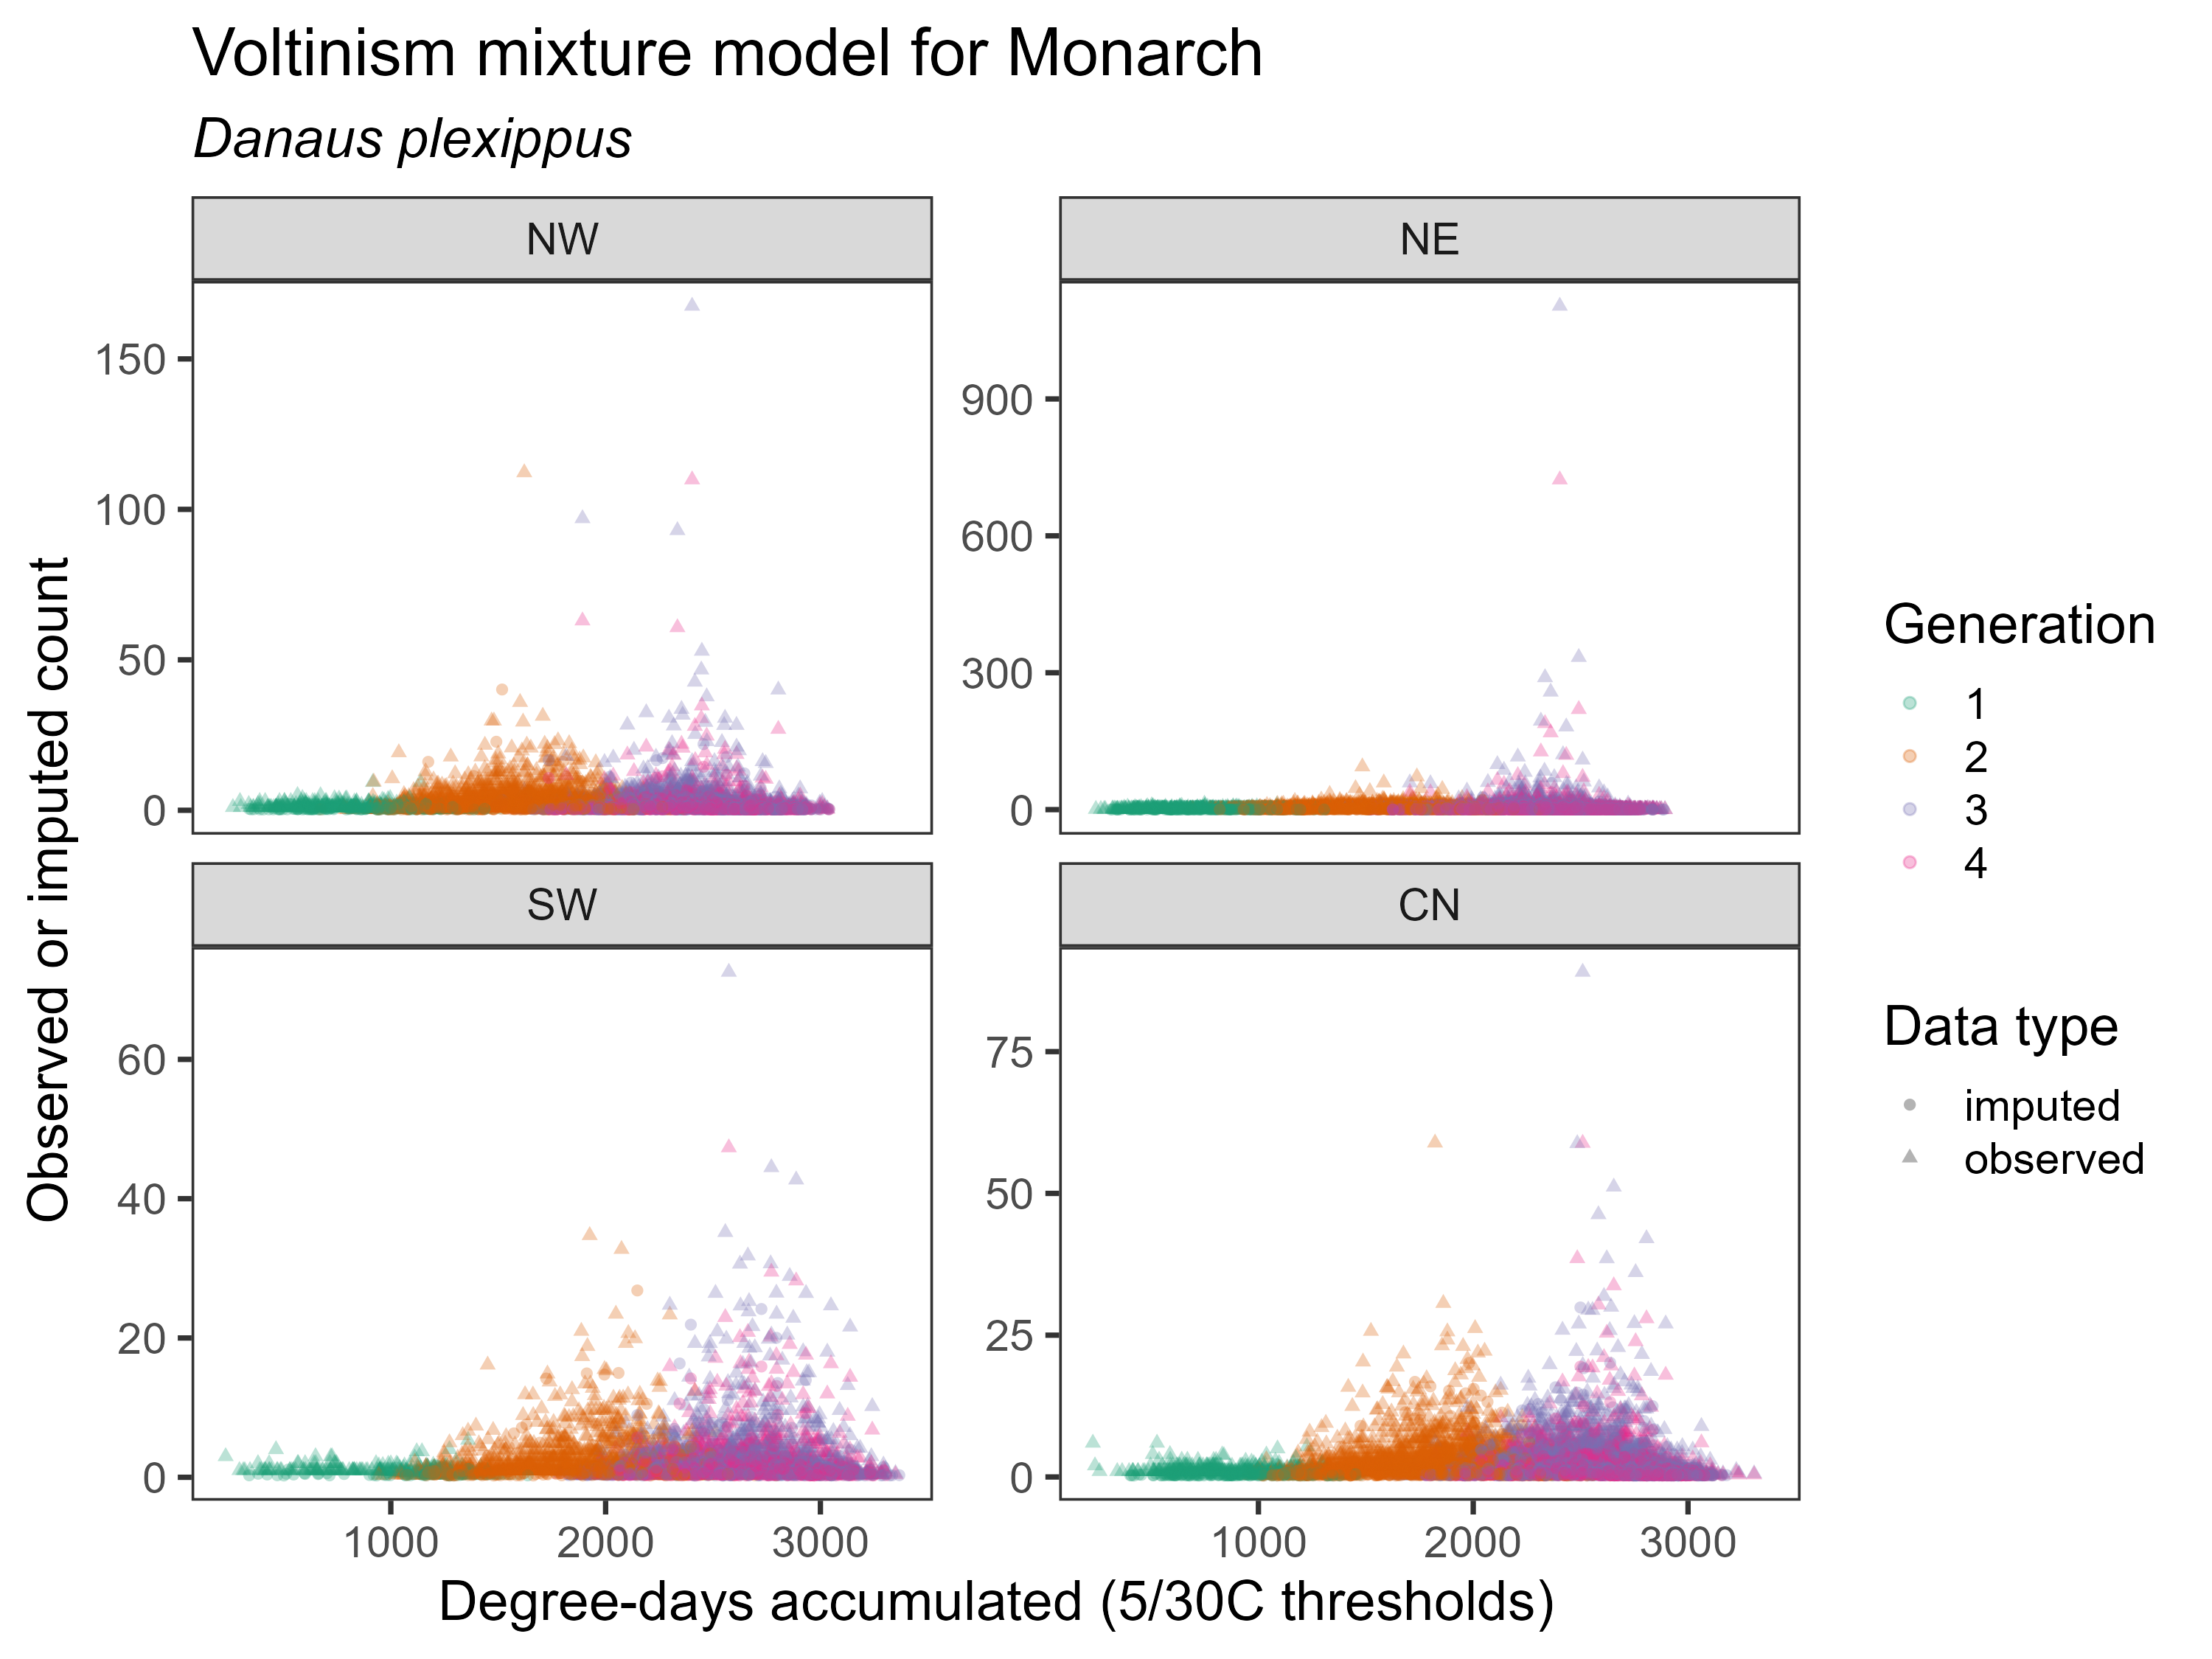 Voltinism mixture model for Monarch
Danaus plexippus
NW
NE
150
100
50
0
900
600
300
0
SW
CN
60
40
20
0
75
50
25
0
1000 2000 3000
1000 2000 3000
Degree-days accumulated (5/30C thresholds)
Observed or imputed count
Generation
1
2
3
4
Data type
imputed
observed